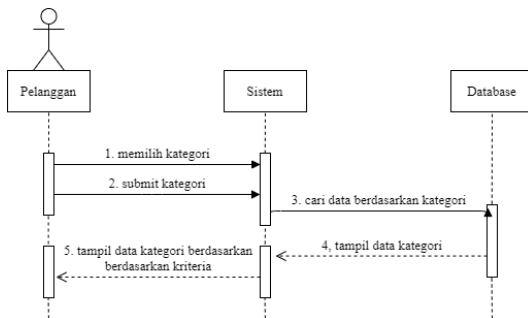 Pelanggan
Sistem
Database
1. memilih kategori
2. submit kategori
3. cari data berdasarkan kategori
4, tampil data kategori
5. tampil data kategori berdasarkan
berdasarkan kriteria